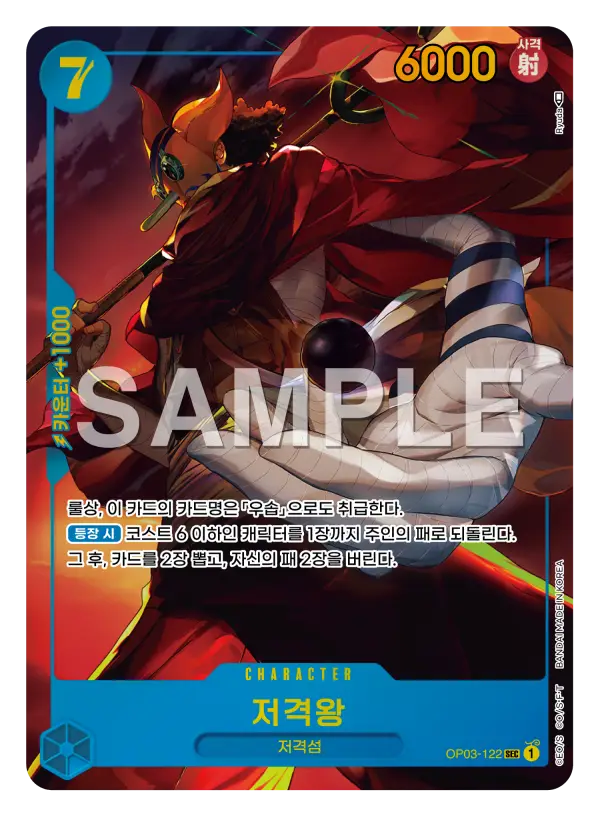 7
6000
사격
射
Ryuda
카운터 +1000
SAMPLE
룰상, 이 카드의 카드명은 「우솝」으로도 취급한다.
등장 시 코스트 6 이하인 캐릭터를 1장까지 주인의 패로 되돌린다.
그 후, 카드를 2장 뽑고, 자신의 패 2장을 버린다.
CHARACTER
저격왕
저격섬
OP03-122 SEC 1
©EO/S ©O/S·F·T BANDAI MADE IN KOREA